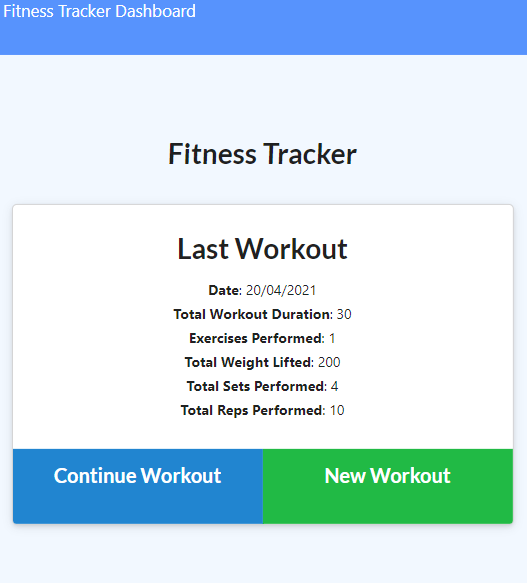 Fitness Tracker Dashboard
Fitness Tracker
Last Workout
Date: 20/04/2021
Total Workout Duration: 30
Exercises Performed: 1
Total Weight Lifted: 200
Total Sets Performed: 4
Total Reps Performed: 10
Continue Workout
New Workout